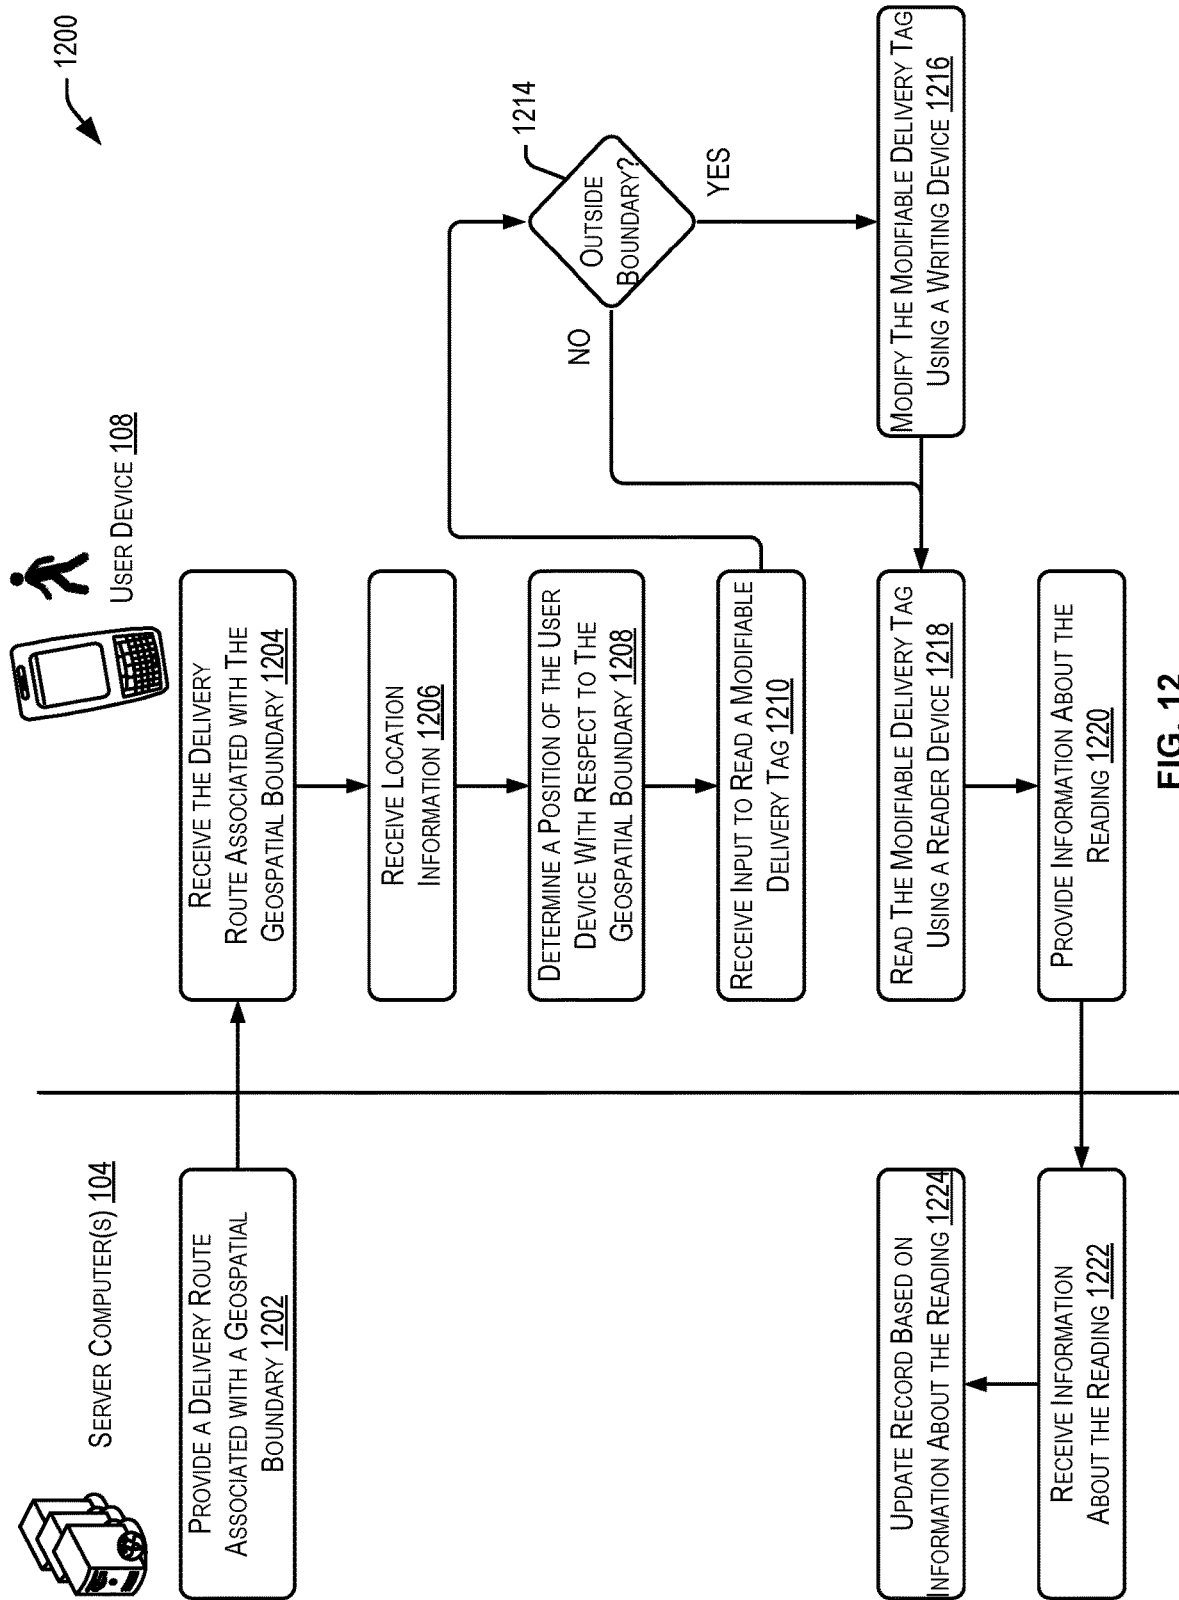 1200
SERVER COMPUTER(S) 104
USER DEVICE 108
PROVIDE A DELIVERY ROUTE
ASSOCIATED WITH A GEOSPATIAL
BOUNDARY 1202
RECEIVE THE DELIVERY
ROUTE ASSOCIATED WITH THE
GEOSPATIAL BOUNDARY 1204
RECEIVE LOCATION
INFORMATION 1206
DETERMINE A POSITION OF THE USER
DEVICE WITH RESPECT TO THE
GEOSPATIAL BOUNDARY 1208
RECEIVE INPUT TO READ A MODIFIABLE
DELIVERY TAG 1210
OUTSIDE
BOUNDARY?
1214
NO
YES
MODIFY THE MODIFIABLE DELIVERY TAG
USING A WRITING DEVICE 1216
READ THE MODIFIABLE DELIVERY TAG
USING A READER DEVICE 1218
PROVIDE INFORMATION ABOUT THE
READING 1220
RECEIVE INFORMATION
ABOUT THE READING 1222
UPDATE RECORD BASED ON
INFORMATION ABOUT THE READING 1224
FIG. 12